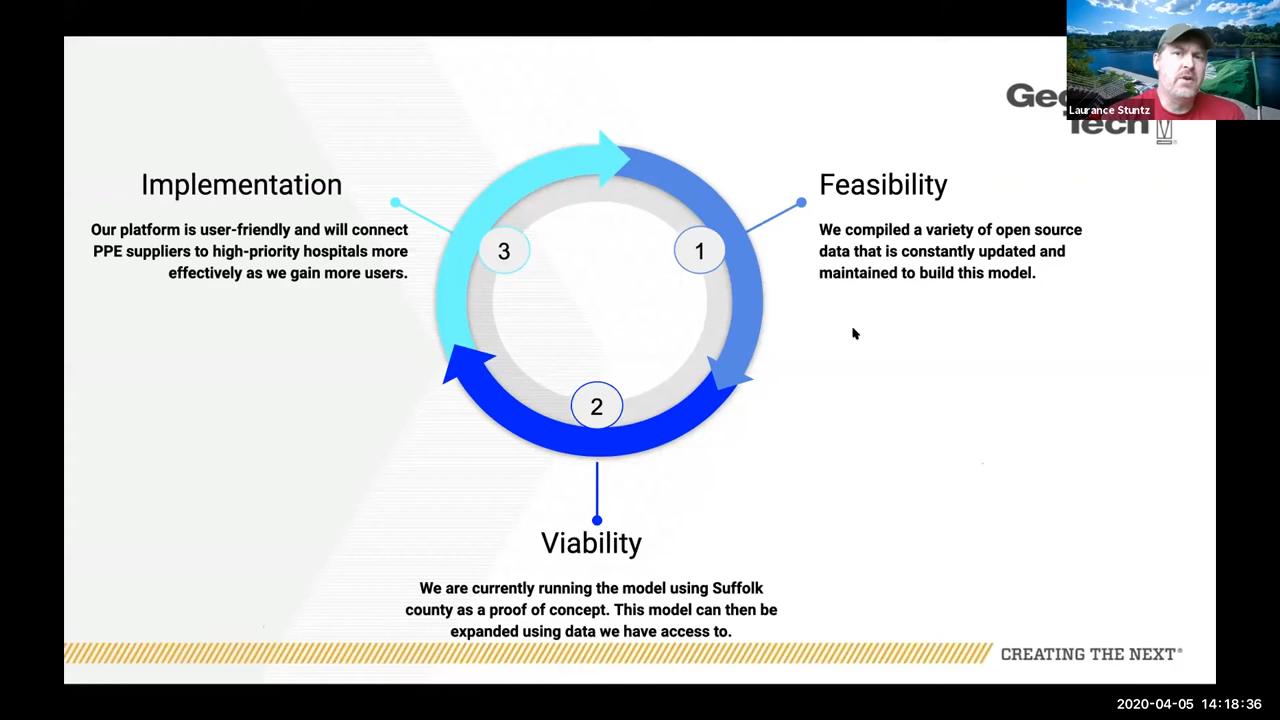 Laurance Stuntz
Tech
Implementation
Our platform is user-friendly and will connect
PPE suppliers to high-priority hospitals more
effectively as we gain more users.
3
1
Feasibility
We compiled a variety of open source
data that is constantly updated and
maintained to build this model.
2
Viability
We are currently running the model using Suffolk
county as a proof of concept. This model can then be
expanded using data we have access to.
CREATING THE NEXT®
2020-04-05 14:18:36